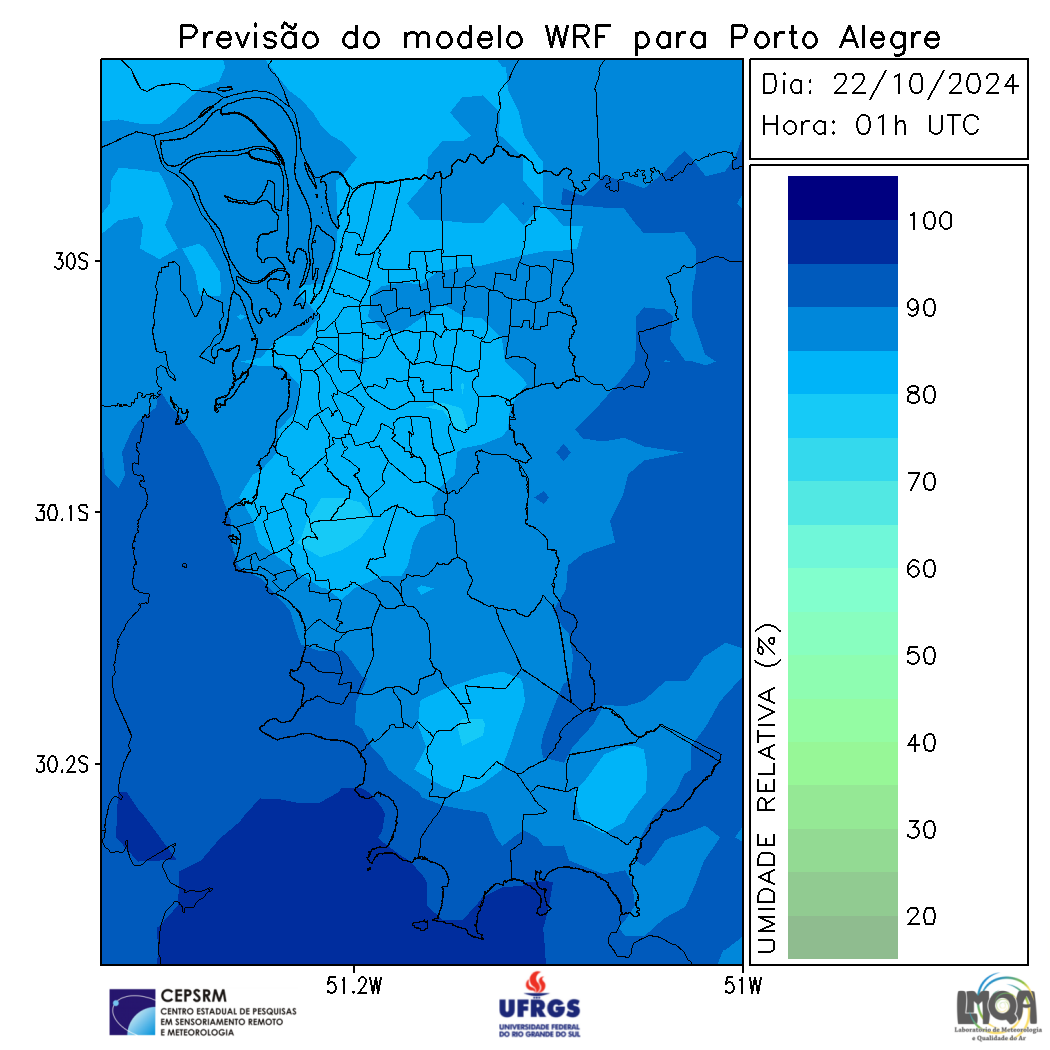 Previsão do modelo WRF para Porto Alegre
Dia: 22/10/2024
Hora: 01h UTC
30S
30.1S
30.2S
51.2W
51W
100
90
80
70
60
50
40
30
20
UMIDADE RELATIVA (%)
CEPSRM
CENTRO ESTADUAL DE PESQUISAS
EM SENSORIAMENTO REMOTO
E METEOROLOGIA
UFRGS
UNIVERSIDADE FEDERAL
DO RIO GRANDE DO SUL
LMQA
Laboratório de Meteorologia
e Qualidade do Ar